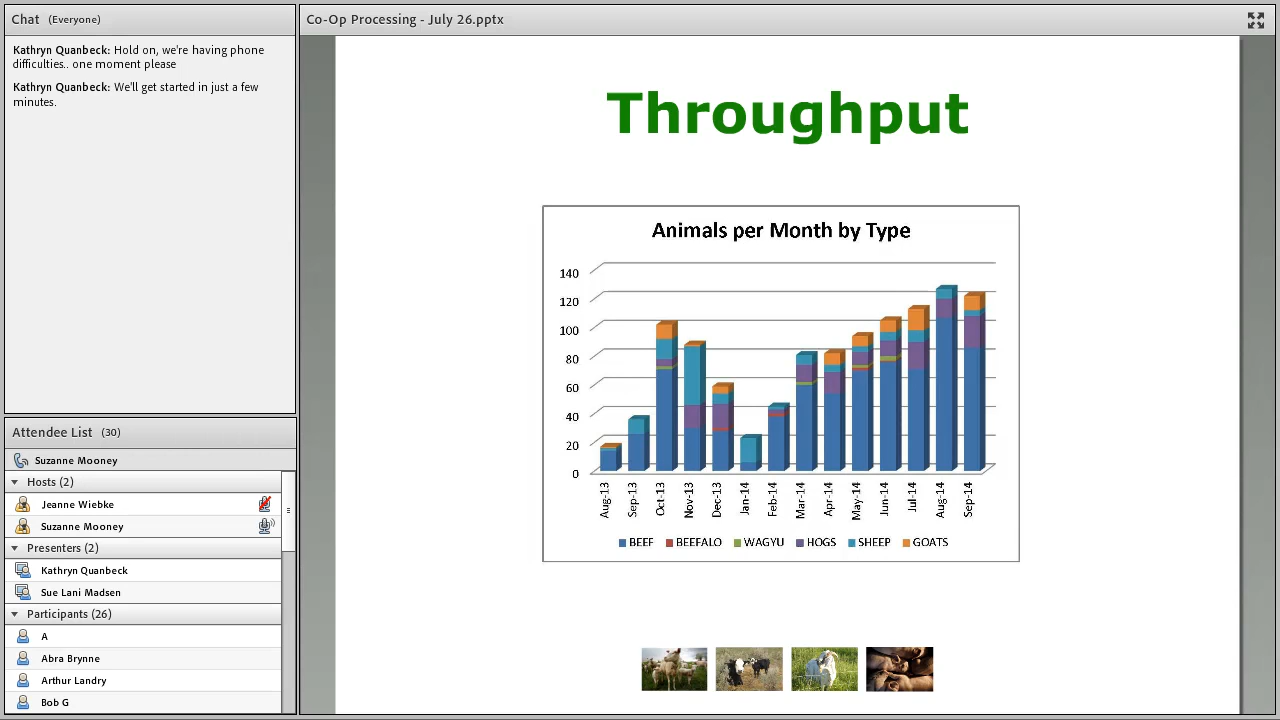 Chat (Everyone)
Kathryn Quanbeck: Hold on, we're having phone
difficulties.. one moment please
Kathryn Quanbeck: We'll get started in just a few
minutes.
Attendee List (30)
Suzanne Mooney
Hosts (2)
Jeanne Wiebke
Suzanne Mooney
Presenters (2)
Kathryn Quanbeck
Sue Lani Madsen
Participants (26)
A
Abra Brynne
Arthur Landry
Bob G
Co-Op Processing - July 26.pptx
Throughput
Animals per Month by Type
140
120
100
80
60
40
20
0
Aug-13 Sep-13 Oct-13 Nov-13 Dec-13 Jan-14 Feb-14 Mar-14 Apr-14 May-14 Jun-14 Jul-14 Aug-14 Sep-14
BEEF BEEFALO WAGYU HOGS SHEEP GOATS